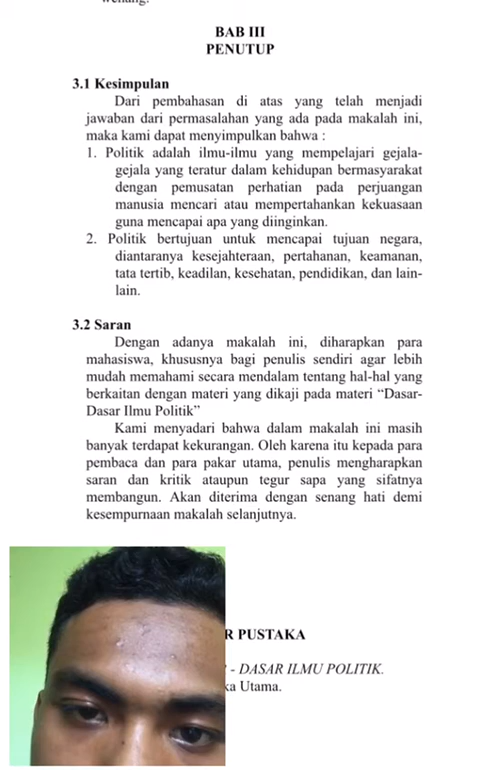 wenang.
BAB III
PENUTUP
3.1 Kesimpulan
Dari pembahasan di atas yang telah menjadi
jawaban dari permasalahan yang ada pada makalah ini,
maka kami dapat menyimpulkan bahwa :
1. Politik adalah ilmu-ilmu yang mempelajari gejala-
gejala yang teratur dalam kehidupan bermasyarakat
dengan pemusatan perhatian pada perjuangan
manusia mencari atau mempertahankan kekuasaan
guna mencapai apa yang diinginkan.
2. Politik bertujuan untuk mencapai tujuan negara,
diantaranya kesejahteraan, pertahanan, keamanan,
tata tertib, keadilan, kesehatan, pendidikan, dan lain-
lain.
3.2 Saran
Dengan adanya makalah ini, diharapkan para
mahasiswa, khususnya bagi penulis sendiri agar lebih
mudah memahami secara mendalam tentang hal-hal yang
berkaitan dengan materi yang dikaji pada materi “Dasar-
Dasar Ilmu Politik”
Kami menyadari bahwa dalam makalah ini masih
banyak terdapat kekurangan. Oleh karena itu kepada para
pembaca dan para pakar utama, penulis mengharapkan
saran dan kritik ataupun tegur sapa yang sifatnya
membangun. Akan diterima dengan senang hati demi
kesempurnaan makalah selanjutnya.
R PUSTAKA
- DASAR ILMU POLITIK.
ka Utama.